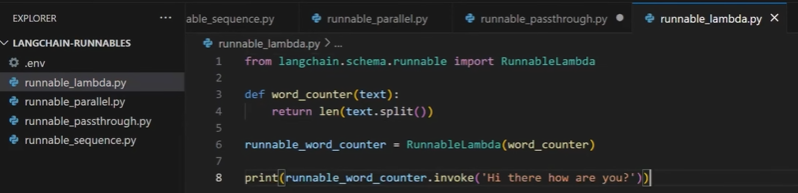 EXPLORER
...
able_sequence.py
runnable_parallel.py
runnable_passthrough.py
runnable_lambda.py
LANGCHAIN-RUNNABLES
.env
runnable_lambda.py
runnable_parallel.py
runnable_passthrough.py
runnable_sequence.py
runnable_lambda.py > ...
1 from langchain.schema.runnable import RunnableLambda
2
3 def word_counter(text):
4     return len(text.split())
5
6 runnable_word_counter = RunnableLambda(word_counter)
7
8 print(runnable_word_counter.invoke('Hi there how are you?'))